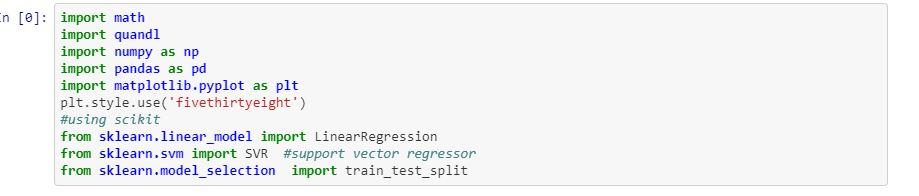 n [0]:
import math
import quandl
import numpy as np
import pandas as pd
import matplotlib.pyplot as plt
plt.style.use('fivethirtyeight')
#using scikit
from sklearn.linear_model import LinearRegression
from sklearn.svm import SVR  #support vector regressor
from sklearn.model_selection  import train_test_split